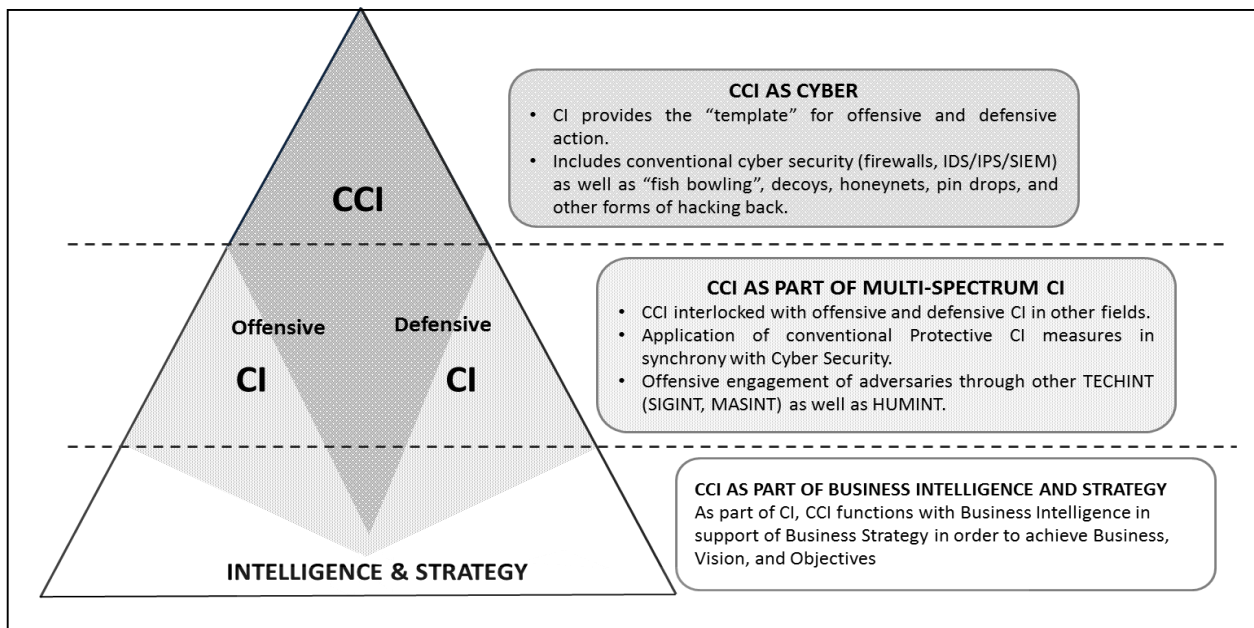 CCI AS CYBER
• CI provides the “template” for offensive and defensive
action.
• Includes conventional cyber security (firewalls, IDS/IPS/SIEM)
as well as “fish bowling”, decoys, honeynets, pin drops, and
other forms of hacking back.
CCI
CCI AS PART OF MULTI-SPECTRUM CI
• CCI interlocked with offensive and defensive CI in other fields.
• Application of conventional Protective CI measures in
synchrony with Cyber Security.
• Offensive engagement of adversaries through other TECHINT
(SIGINT, MASINT) as well as HUMINT.
Offensive
CI
Defensive
CI
CCI AS PART OF BUSINESS INTELLIGENCE AND STRATEGY
As part of CI, CCI functions with Business Intelligence in
support of Business Strategy in order to achieve Business,
Vision, and Objectives
INTELLIGENCE & STRATEGY